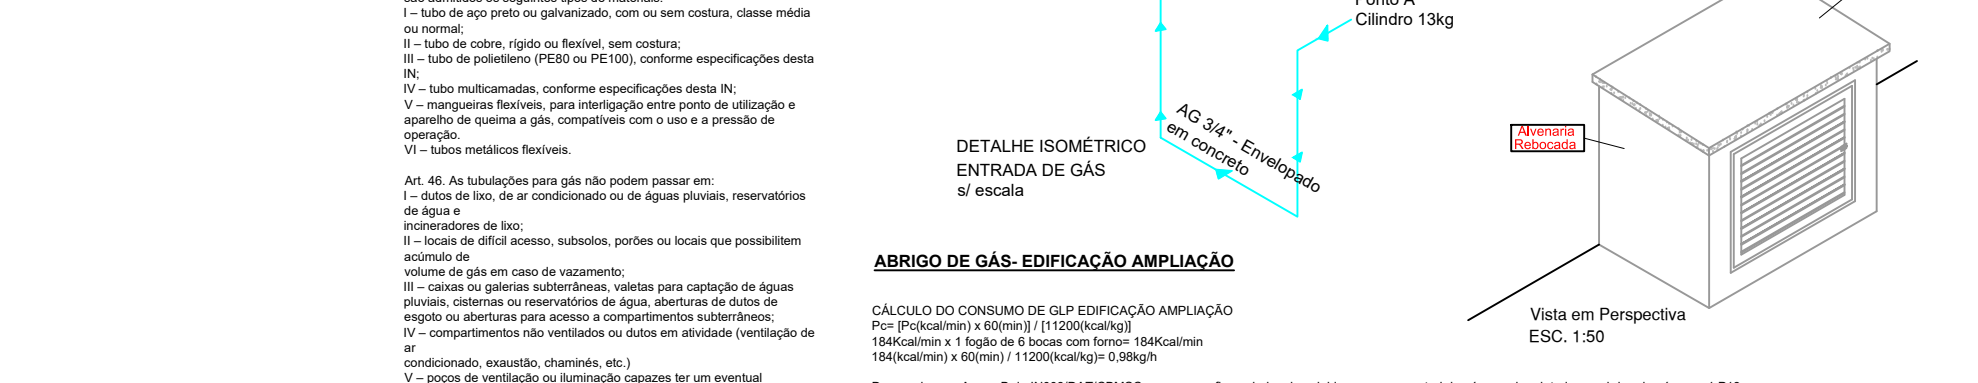 I – tubo de aço preto ou galvanizado, com ou sem costura, classe média
ou normal;
II – tubo de cobre, rígido ou flexível, sem costura;
III – tubo de polietileno (PE80 ou PE100), conforme especificações desta
IN;
IV – tubo multicamadas, conforme especificações desta IN;
V – mangueiras flexíveis, para interligação entre ponto de utilização e
aparelho de queima a gás, compatíveis com o uso e a pressão de
operação.
VI – tubos metálicos flexíveis.
Art. 46. As tubulações para gás não podem passar em:
I – dutos de lixo, de ar condicionado ou de águas pluviais, reservatórios
de água e
incineradores de lixo;
II – locais de difícil acesso, subsolos, porões ou locais que possibilitem
acúmulo de
volume de gás em caso de vazamento;
III – caixas ou galerias subterrâneas, valetas para captação de águas
pluviais, cisternas ou reservatórios de água, aberturas de dutos de
esgoto ou aberturas para acesso a compartimentos subterrâneos;
IV – compartimentos não ventilados ou dutos em atividade (ventilação de
ar
condicionado, exaustão, chaminés, etc.)
V – poços de ventilação ou iluminação capazes ter um eventual
Ponto A
Cilindro 13kg
AG 3/4" - Envelopado
em concreto
DETALHE ISOMÉTRICO
ENTRADA DE GÁS
s/ escala
ABRIGO DE GÁS- EDIFICAÇÃO AMPLIAÇÃO
CÁLCULO DO CONSUMO DE GLP EDIFICAÇÃO AMPLIAÇÃO
Pc= [Pc(kcal/min) x 60(min)] / [11200(kcal/kg)]
184Kcal/min x 1 fogão de 6 bocas com forno= 184Kcal/min
184(kcal/min) x 60(min) / 11200(kcal/kg)= 0,98kg/h
Alvenaria
Rebocada
Vista em Perspectiva
ESC. 1:50